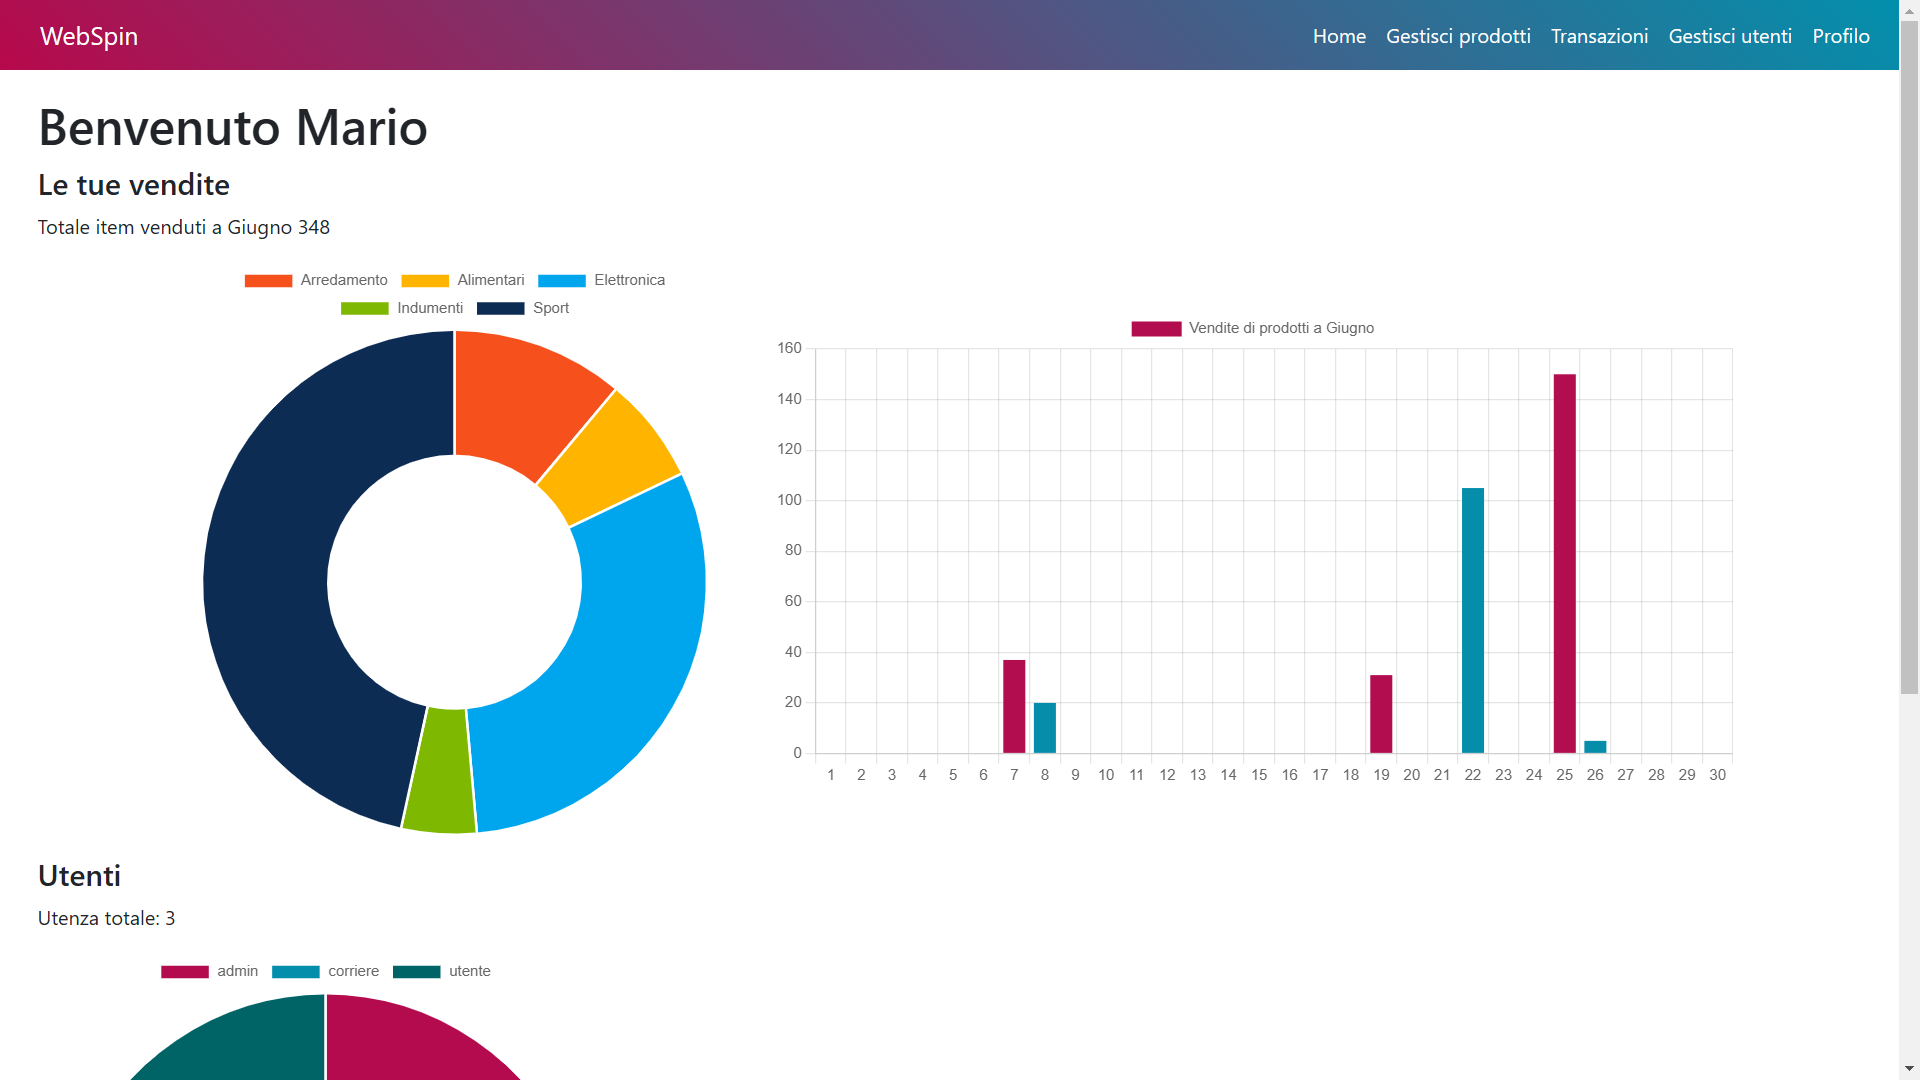 WebSpin Home Gestisci prodotti Transazioni Gestisci utenti Profilo
Benvenuto Mario
Le tue vendite
Totale item venduti a Giugno 348
Arredamento Alimentari Elettronica
Indumenti Sport
Vendite di prodotti a Giugno
160
140
120
100
80
60
40
20
0
1 2 3 4 5 6 7 8 9 10 11 12 13 14 15 16 17 18 19 20 21 22 23 24 25 26 27 28 29 30
Utenti
Utenza totale: 3
admin corriere utente